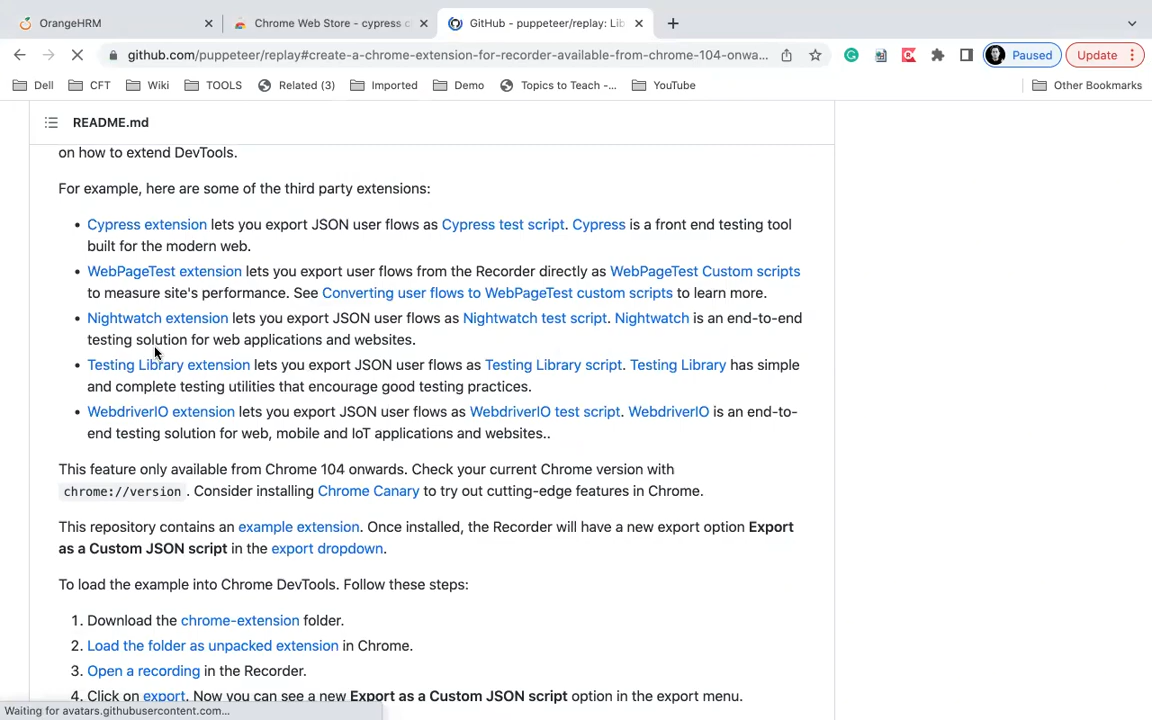 OrangeHRM
Chrome Web Store - cypress c
GitHub - puppeteer/replay: Lib
github.com/puppeteer/replay#create-a-chrome-extension-for-recorder-available-from-chrome-104-onwa...
Paused
Update
Dell
CFT
Wiki
TOOLS
Related (3)
Imported
Demo
Topics to Teach -...
YouTube
Other Bookmarks
README.md
on how to extend DevTools.
For example, here are some of the third party extensions:
• Cypress extension lets you export JSON user flows as Cypress test script. Cypress is a front end testing tool
built for the modern web.
• WebPageTest extension lets you export user flows from the Recorder directly as WebPageTest Custom scripts
to measure site's performance. See Converting user flows to WebPageTest custom scripts to learn more.
• Nightwatch extension lets you export JSON user flows as Nightwatch test script. Nightwatch is an end-to-end
testing solution for web applications and websites.
• Testing Library extension lets you export JSON user flows as Testing Library script. Testing Library has simple
and complete testing utilities that encourage good testing practices.
• WebdriverIO extension lets you export JSON user flows as WebdriverIO test script. WebdriverIO is an end-to-
end testing solution for web, mobile and IoT applications and websites..
This feature only available from Chrome 104 onwards. Check your current Chrome version with
chrome://version . Consider installing Chrome Canary to try out cutting-edge features in Chrome.
This repository contains an example extension. Once installed, the Recorder will have a new export option Export
as a Custom JSON script in the export dropdown.
To load the example into Chrome DevTools. Follow these steps:
1. Download the chrome-extension folder.
2. Load the folder as unpacked extension in Chrome.
3. Open a recording in the Recorder.
4. Click on export. Now you can see a new Export as a Custom JSON script option in the export menu.
Waiting for avatars.githubusercontent.com...